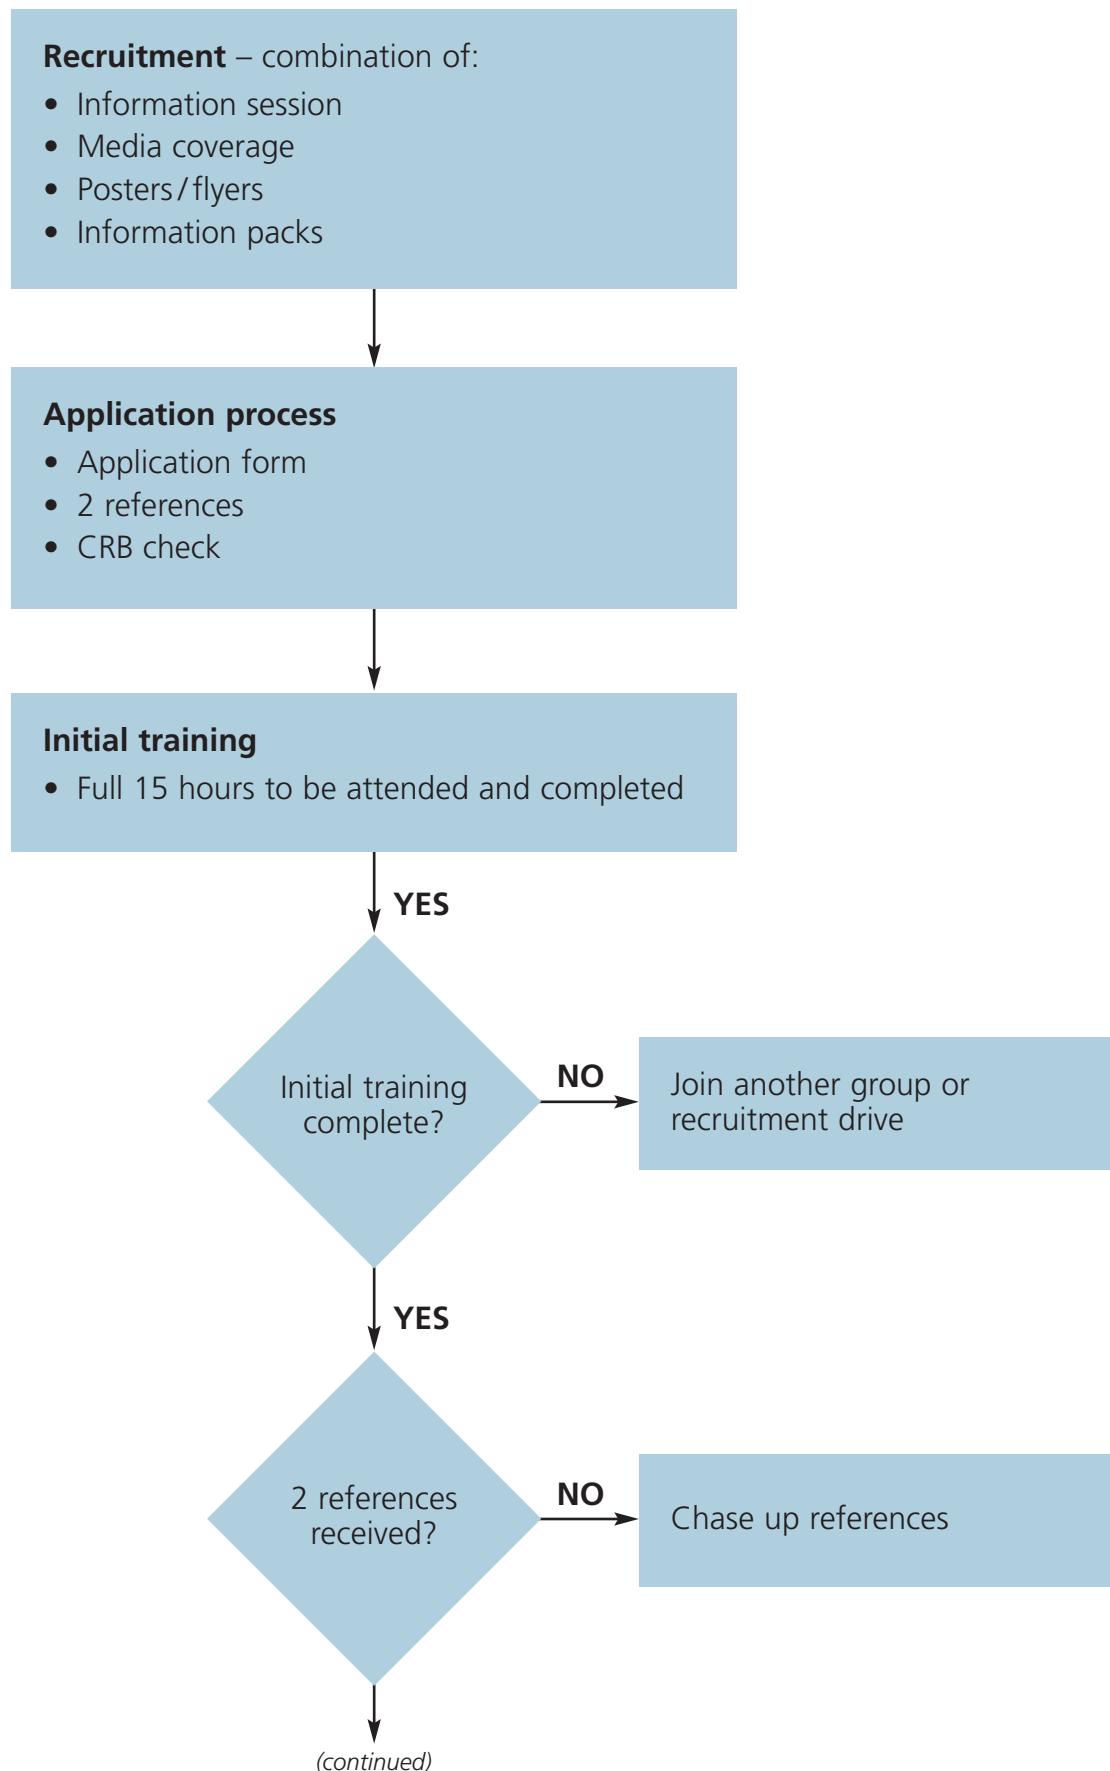 Recruitment – combination of:
• Information session
• Media coverage
• Posters/flyers
• Information packs
Application process
• Application form
• 2 references
• CRB check
Initial training
• Full 15 hours to be attended and completed
YES
Initial training
complete?
NO
Join another group or
recruitment drive
YES
2 references
received?
NO
Chase up references
(continued)